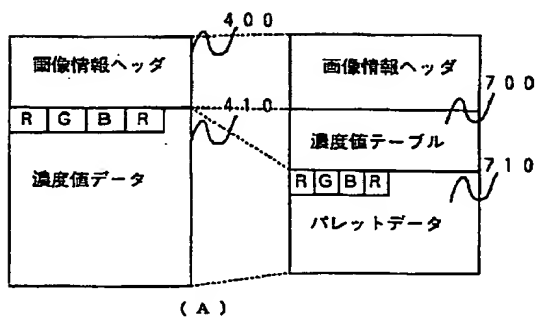 400
画像情報ヘッダ
画像情報ヘッダ
700
410
R G B R
濃度値テーブル
710
R G B R
濃度値データ
パレットデータ
(A)